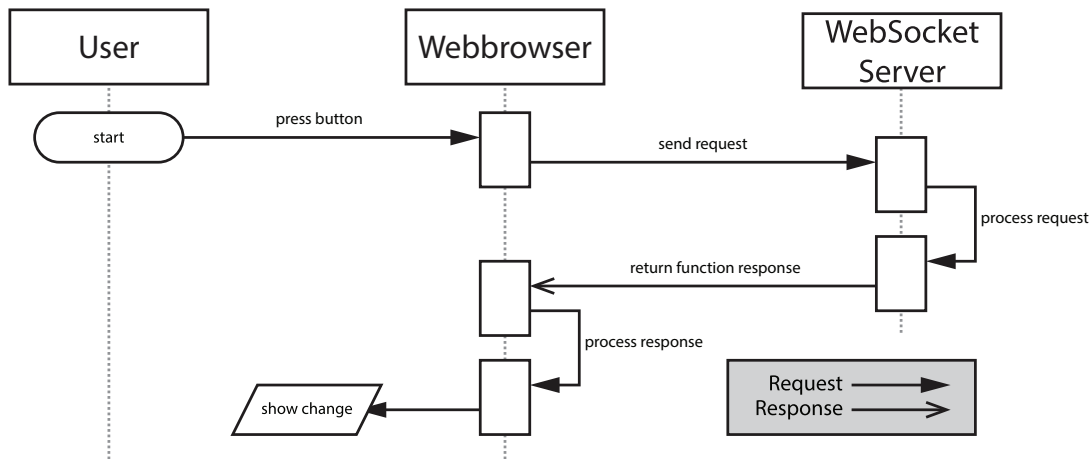 User
Webbrowser
WebSocket
Server
start
press button
send request
process request
return function response
process response
show change
Request
Response